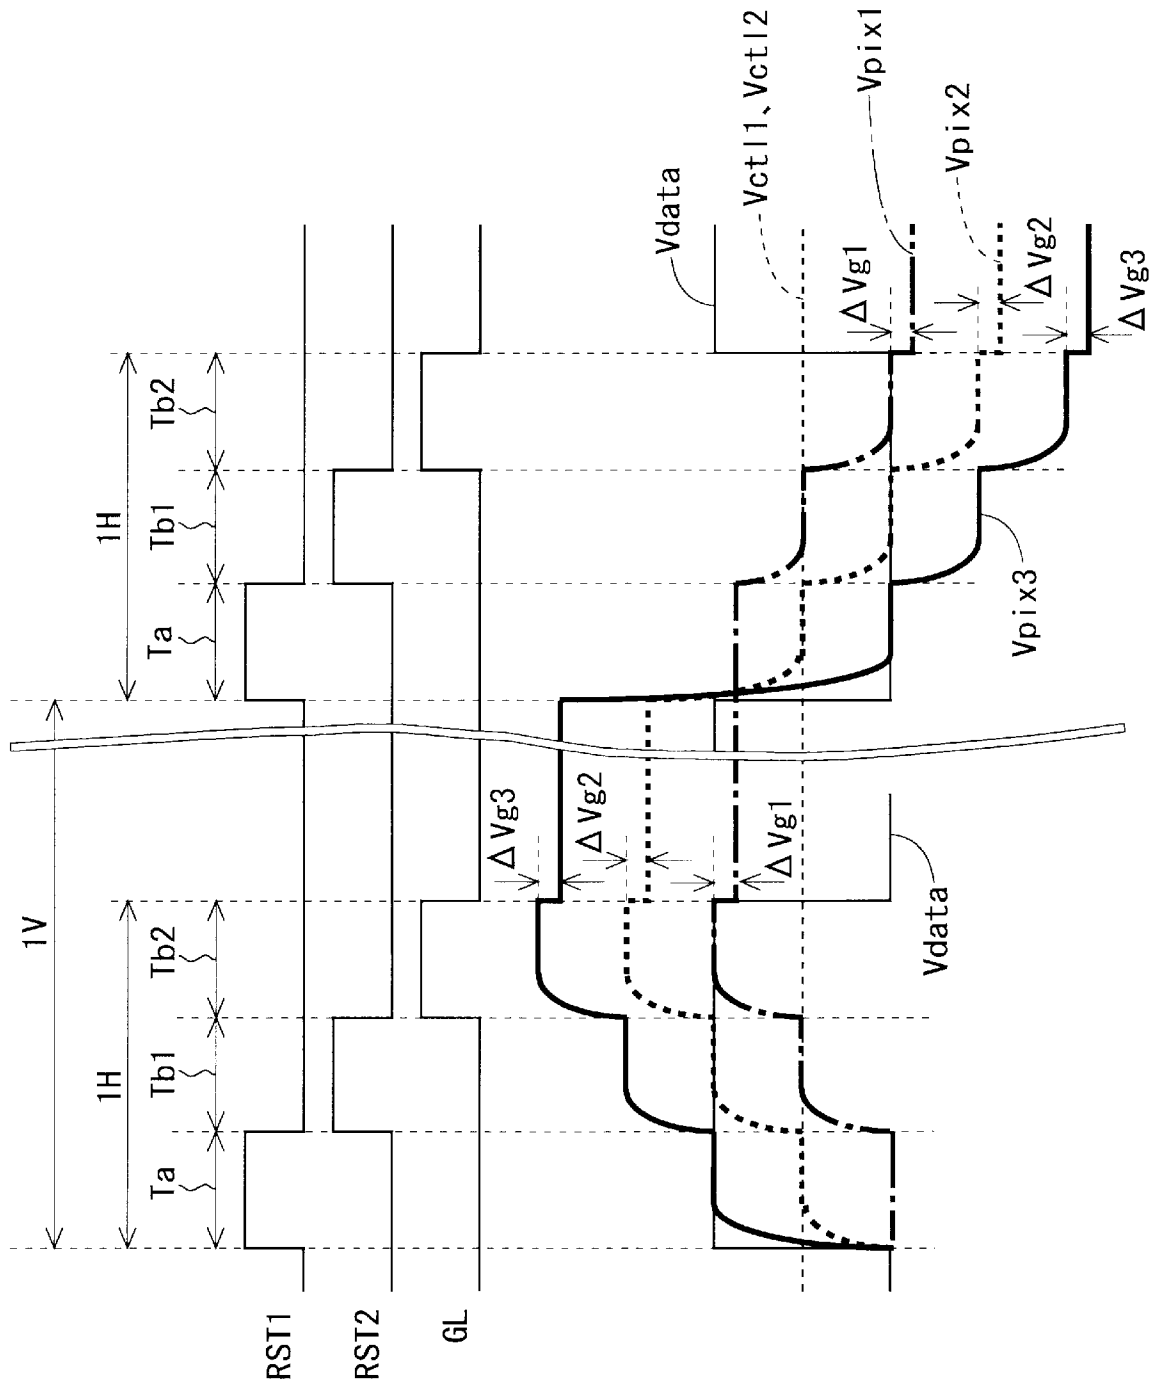 1V
1H
1H
Ta
Tb1
Tb2
Ta
Tb1
Tb2
RST1
RST2
GL
ΔVg3
ΔVg2
ΔVg1
Vdata
Vdata
Vctl1、Vctl2
ΔVg1
Vpix1
Vpix2
ΔVg2
Vpix3
ΔVg3